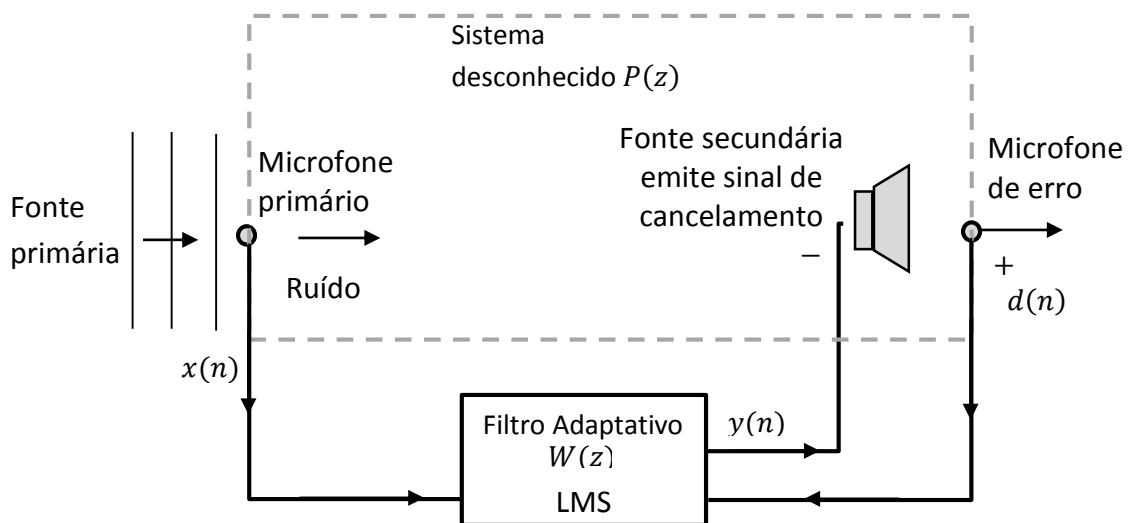 Sistema
desconhecido P(z)
Fonte
primária
Microfone
primário
Ruído
Fonte secundária
emite sinal de
cancelamento
−
Microfone
de erro
+
d(n)
x(n)
Filtro Adaptativo
W(z)
LMS
y(n)